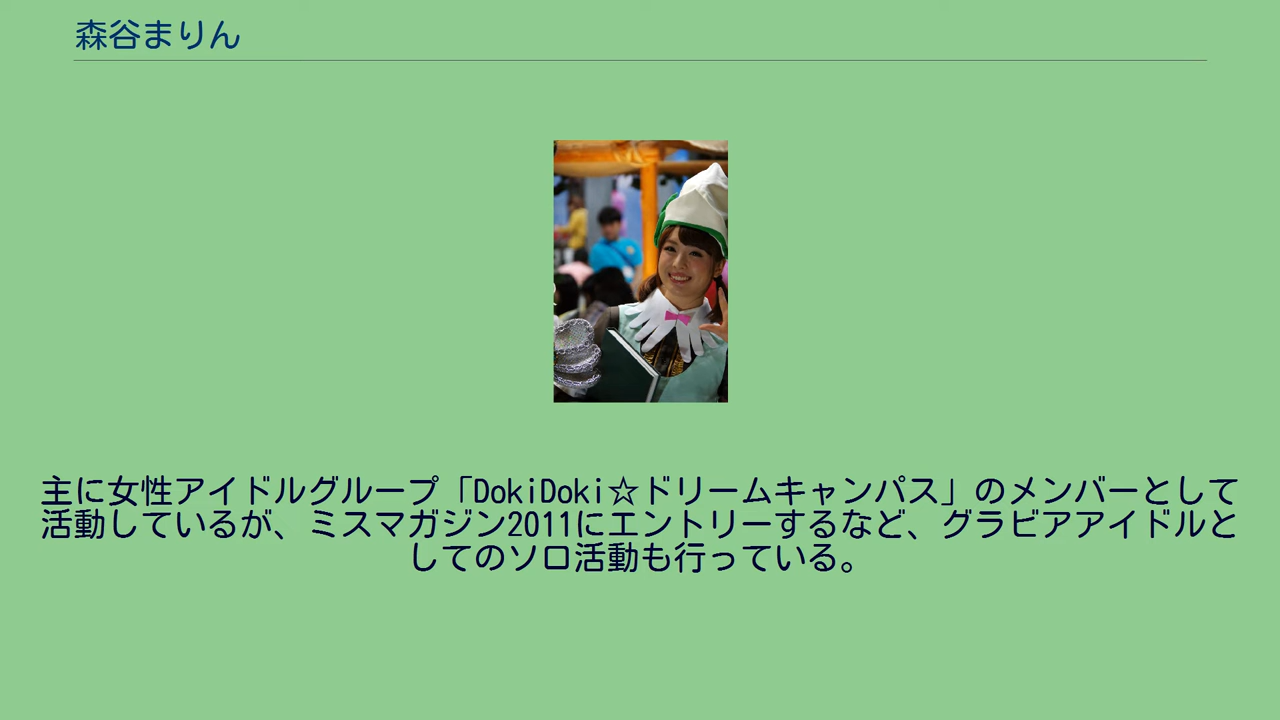 森谷まりん
主に女性アイドルグループ「DokiDoki☆ドリームキャンパス」のメンバーとして
活動しているが、ミスマガジン2011にエントリーするなど、グラビアアイドルと
してのソロ活動も行っている。